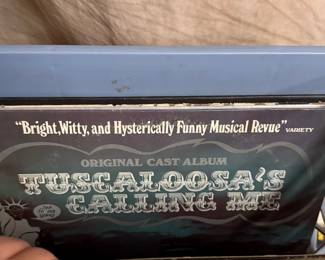 "Bright, Witty, and Hysterically Funny Musical Revue" VARIETY
ORIGINAL CAST ALBUM
TUSCALOOSA'S
CALLING ME